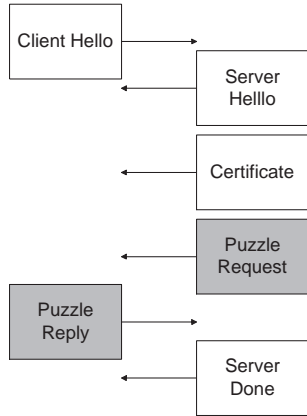 Client Hello
Server
Helllo
Certificate
Puzzle
Request
Puzzle
Reply
Server
Done